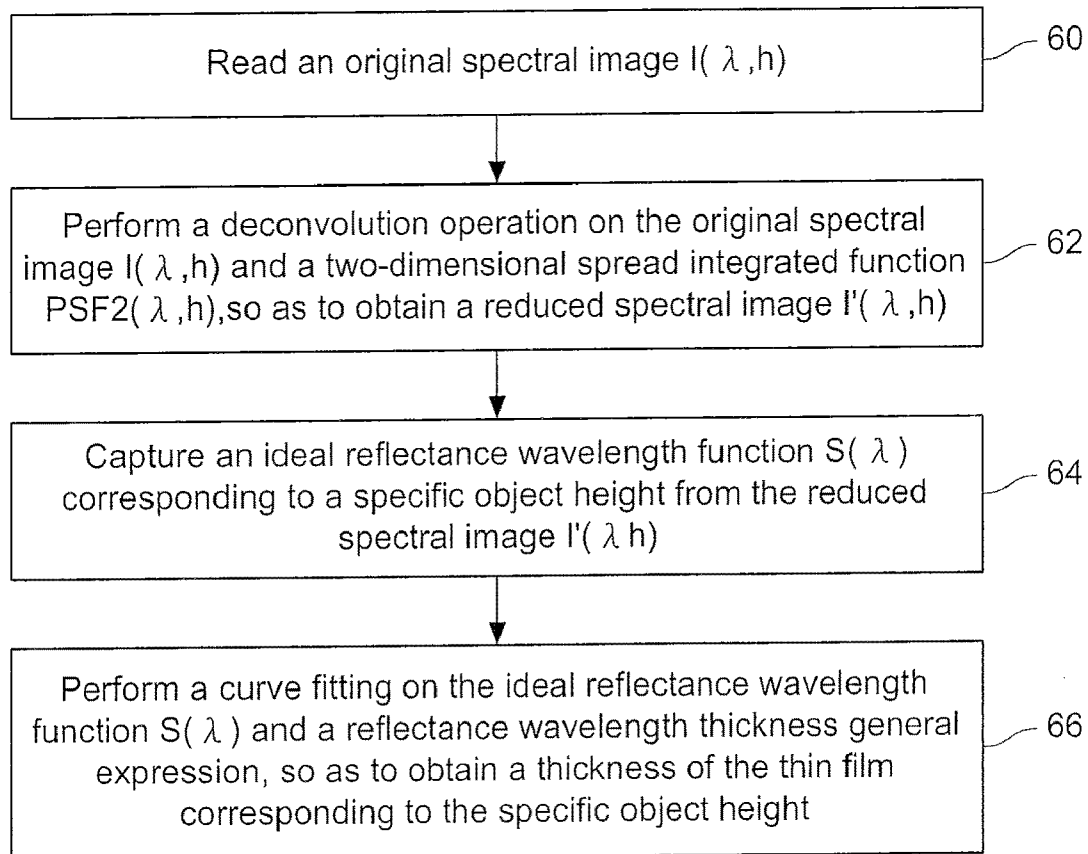 Read an original spectral image I( λ ,h)
60
Perform a deconvolution operation on the original spectral
image I( λ ,h) and a two-dimensional spread integrated function
PSF2( λ ,h),so as to obtain a reduced spectral image I'( λ ,h)
62
Capture an ideal reflectance wavelength function S( λ )
corresponding to a specific object height from the reduced
spectral image I'( λ h)
64
Perform a curve fitting on the ideal reflectance wavelength
function S( λ ) and a reflectance wavelength thickness general
expression, so as to obtain a thickness of the thin film
corresponding to the specific object height
66